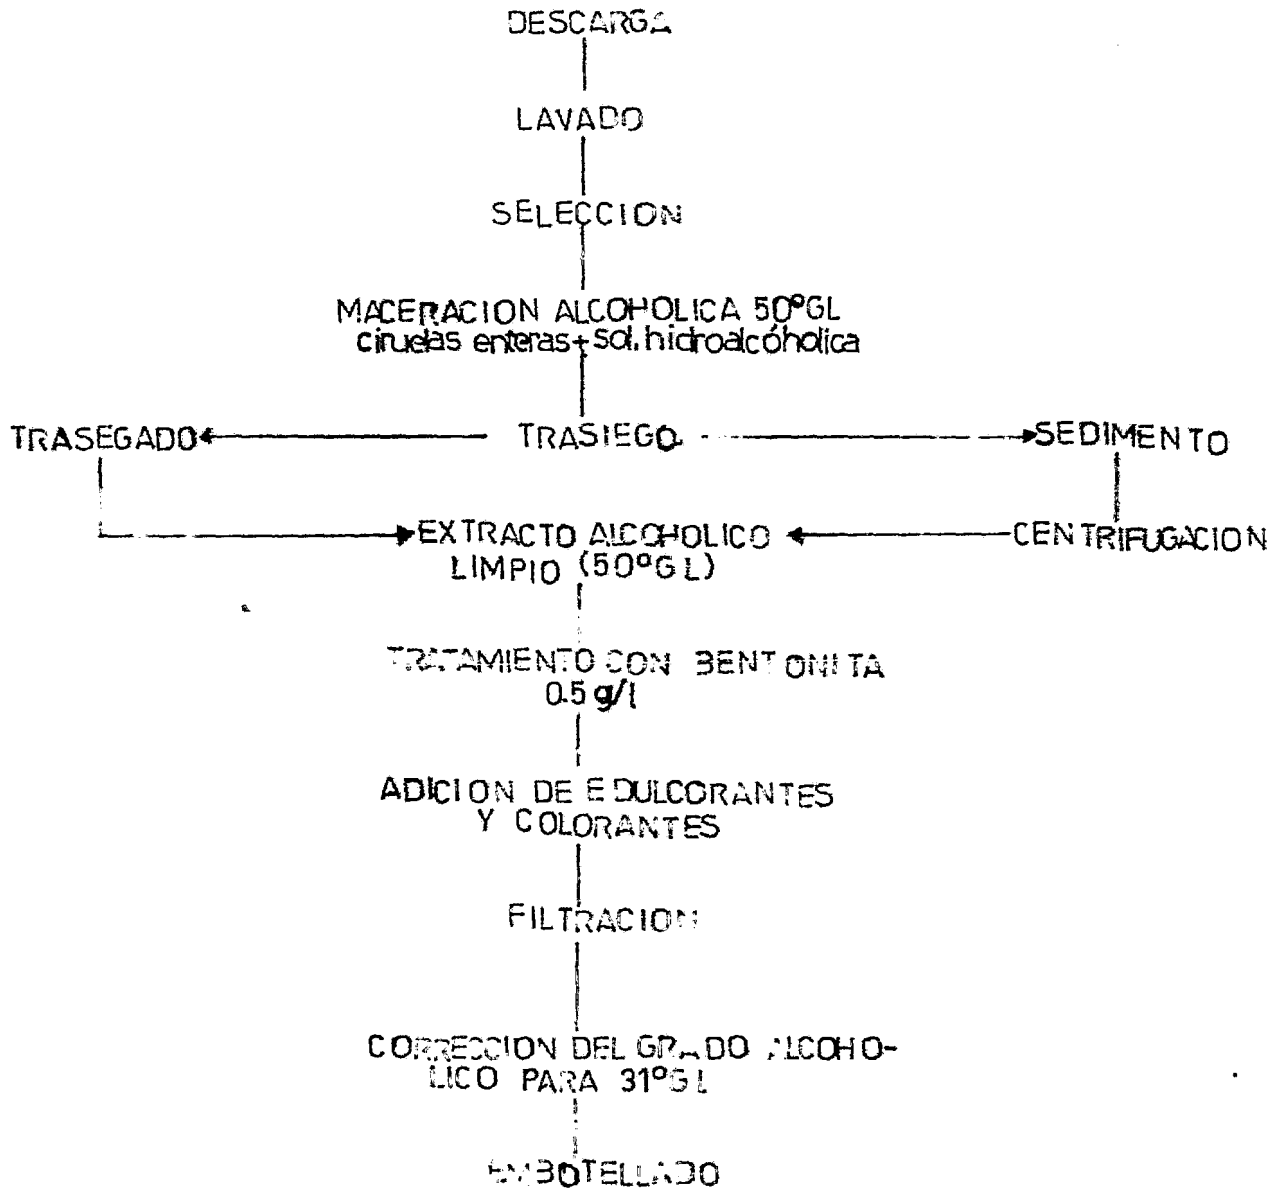 DESCARGA
LAVADO
SELECCION
MACERACION ALCOHOLICA 50ºGL
ciruelas enteras+sol. hidroalcóholica
TRASEGADO
TRASIEGO
SEDIMENTO
EXTRACTO ALCOHOLICO
LIMPIO (50ºGL)
CENTRIFUGACION
TRATAMIENTO CON BENTONITA
0.5 g/l
ADICION DE EDULCORANTES
Y COLORANTES
FILTRACION
CORRECCION DEL GRADO ALCOHO-
LICO PARA 31ºGL
EMBOTELLADO